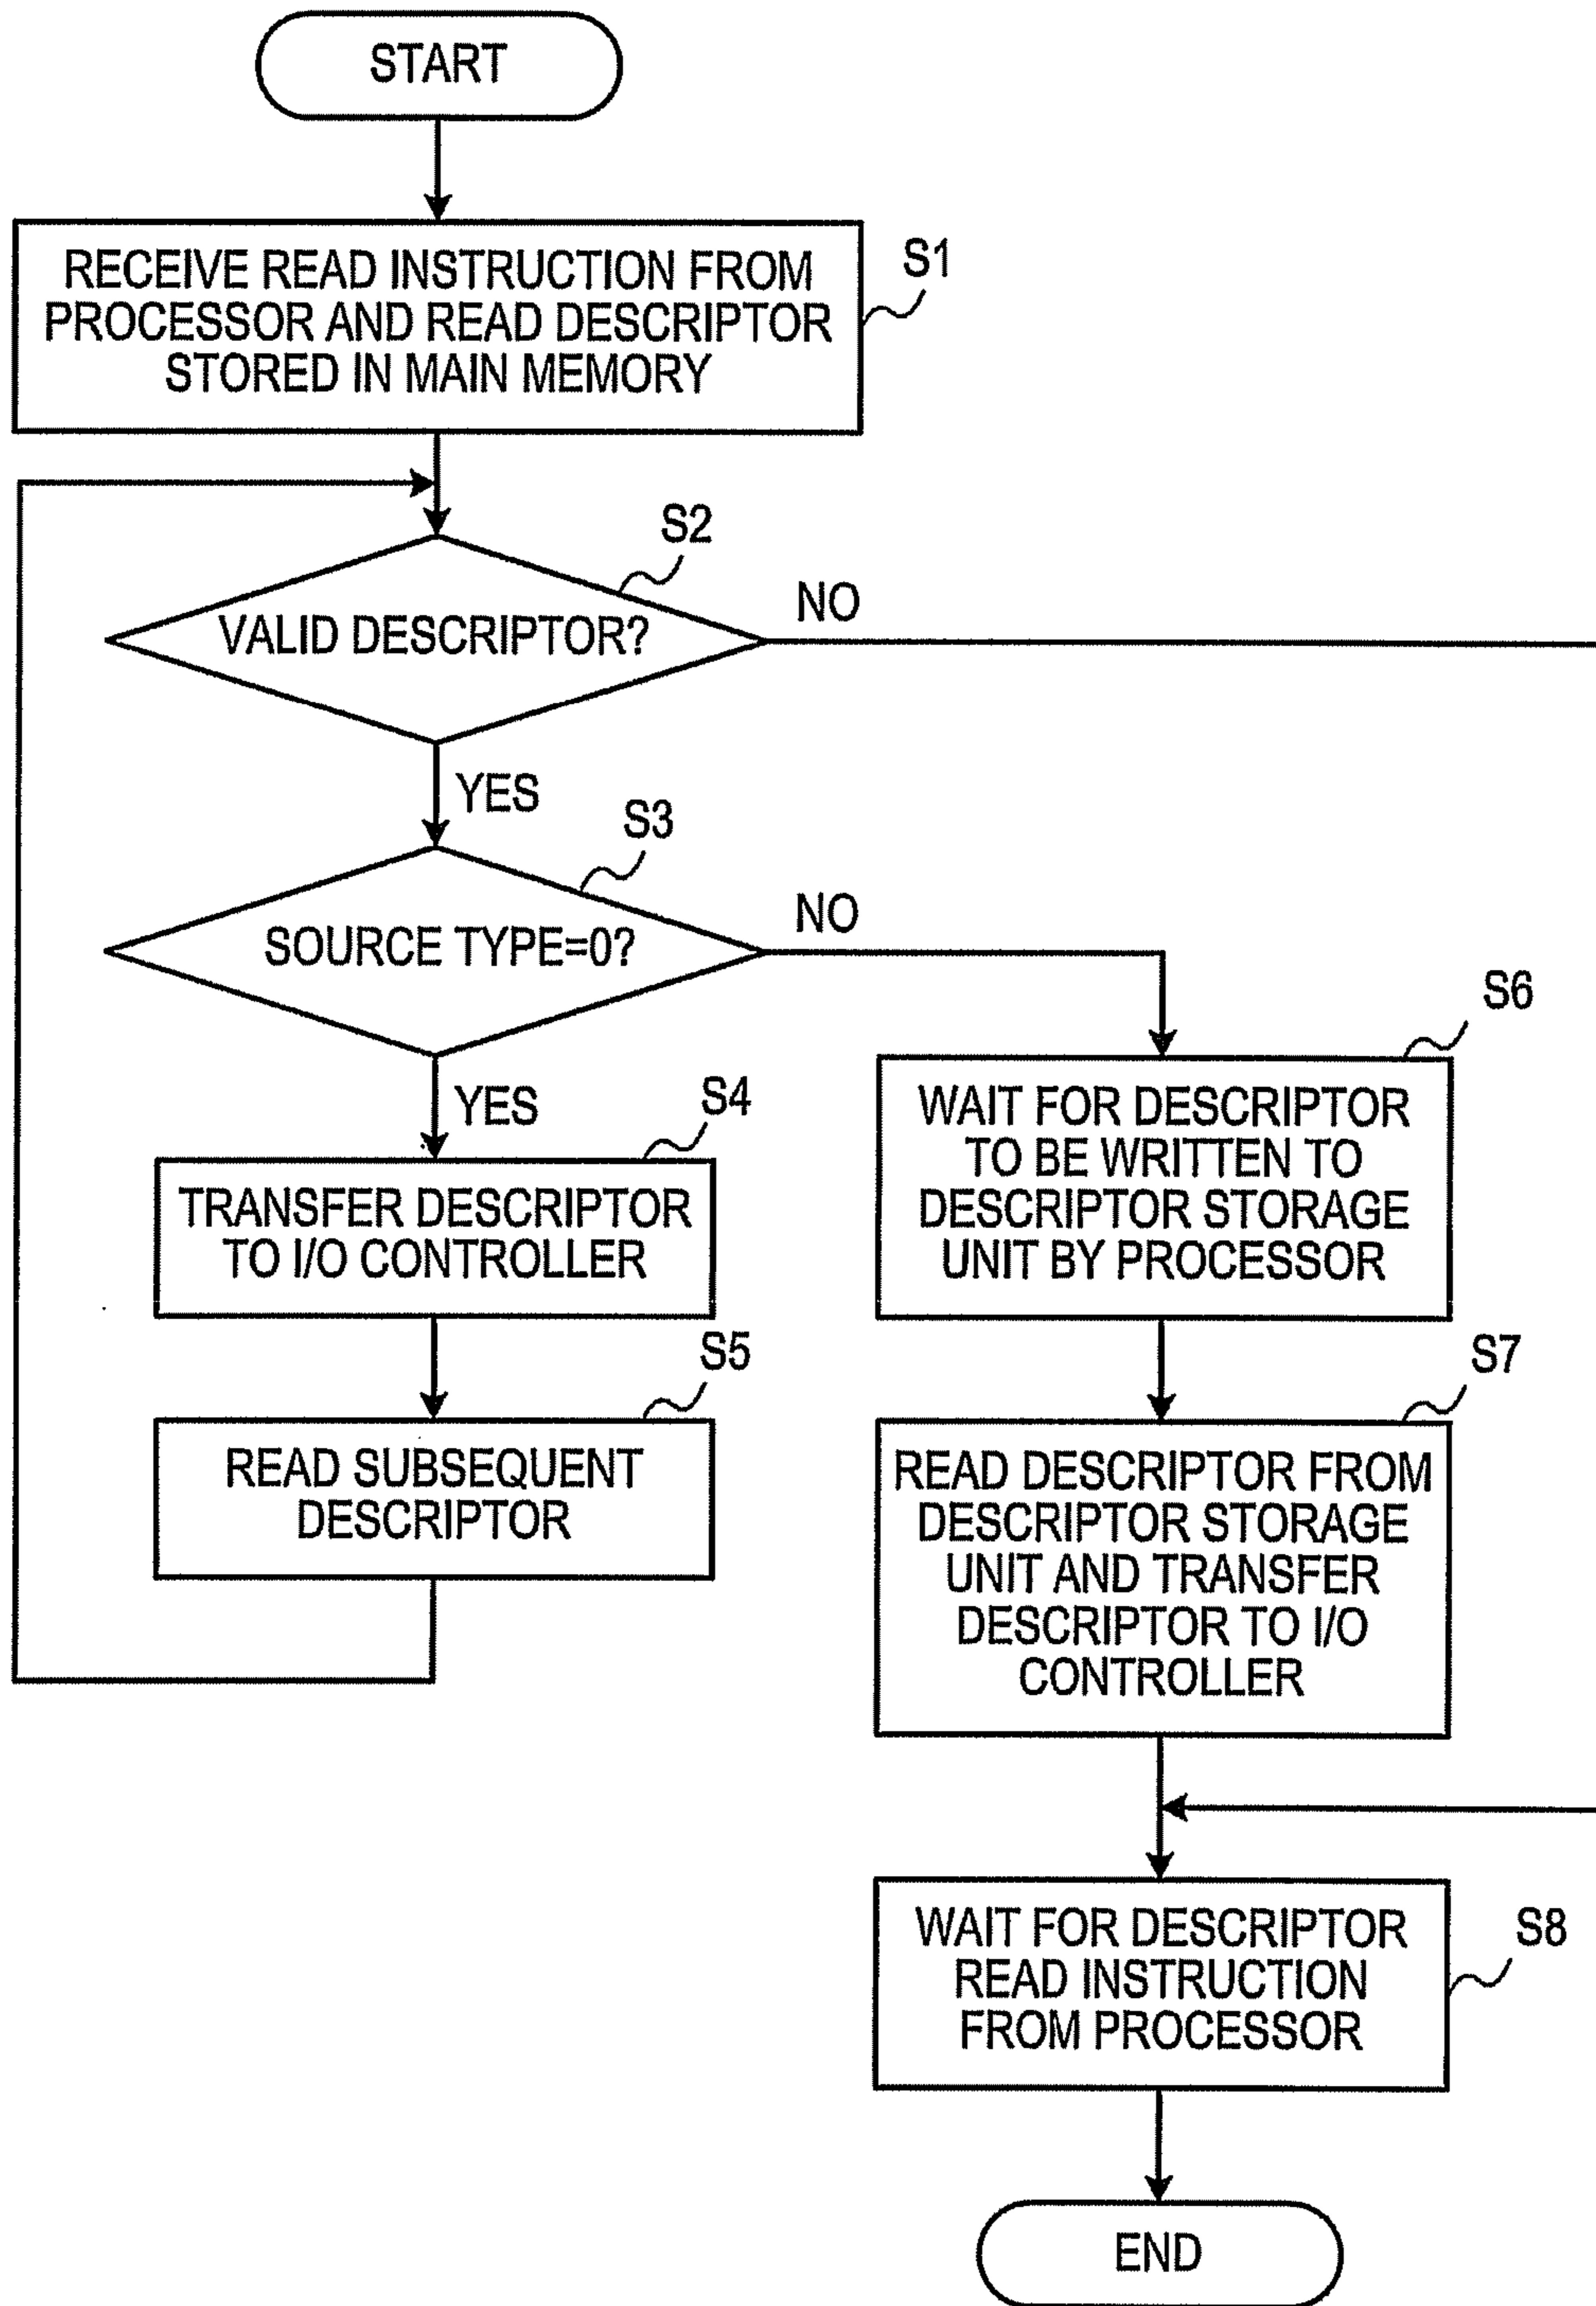 START
RECEIVE READ INSTRUCTION FROM
PROCESSOR AND READ DESCRIPTOR
STORED IN MAIN MEMORY
S1
S2
VALID DESCRIPTOR?
NO
YES
S3
SOURCE TYPE=0?
NO
YES
S4
TRANSFER DESCRIPTOR
TO I/O CONTROLLER
S5
READ SUBSEQUENT
DESCRIPTOR
S6
WAIT FOR DESCRIPTOR
TO BE WRITTEN TO
DESCRIPTOR STORAGE
UNIT BY PROCESSOR
S7
READ DESCRIPTOR FROM
DESCRIPTOR STORAGE
UNIT AND TRANSFER
DESCRIPTOR TO I/O
CONTROLLER
WAIT FOR DESCRIPTOR
READ INSTRUCTION
FROM PROCESSOR
S8
END